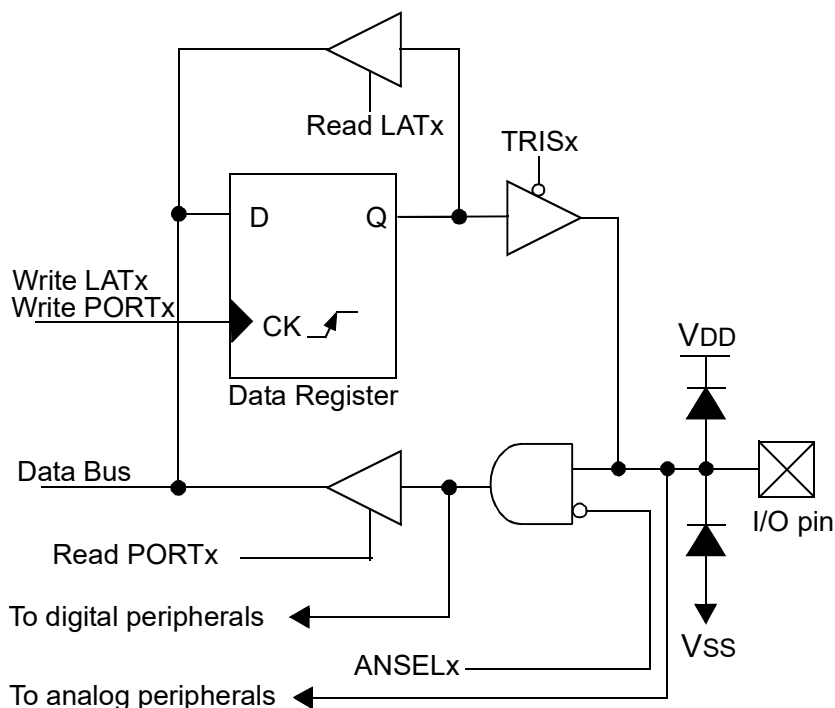 Read LATx
TRISx
D
Q
Write LATx
Write PORTx
CK
VDD
Data Register
Data Bus
I/O pin
Read PORTx
To digital peripherals
VSS
ANSELx
To analog peripherals